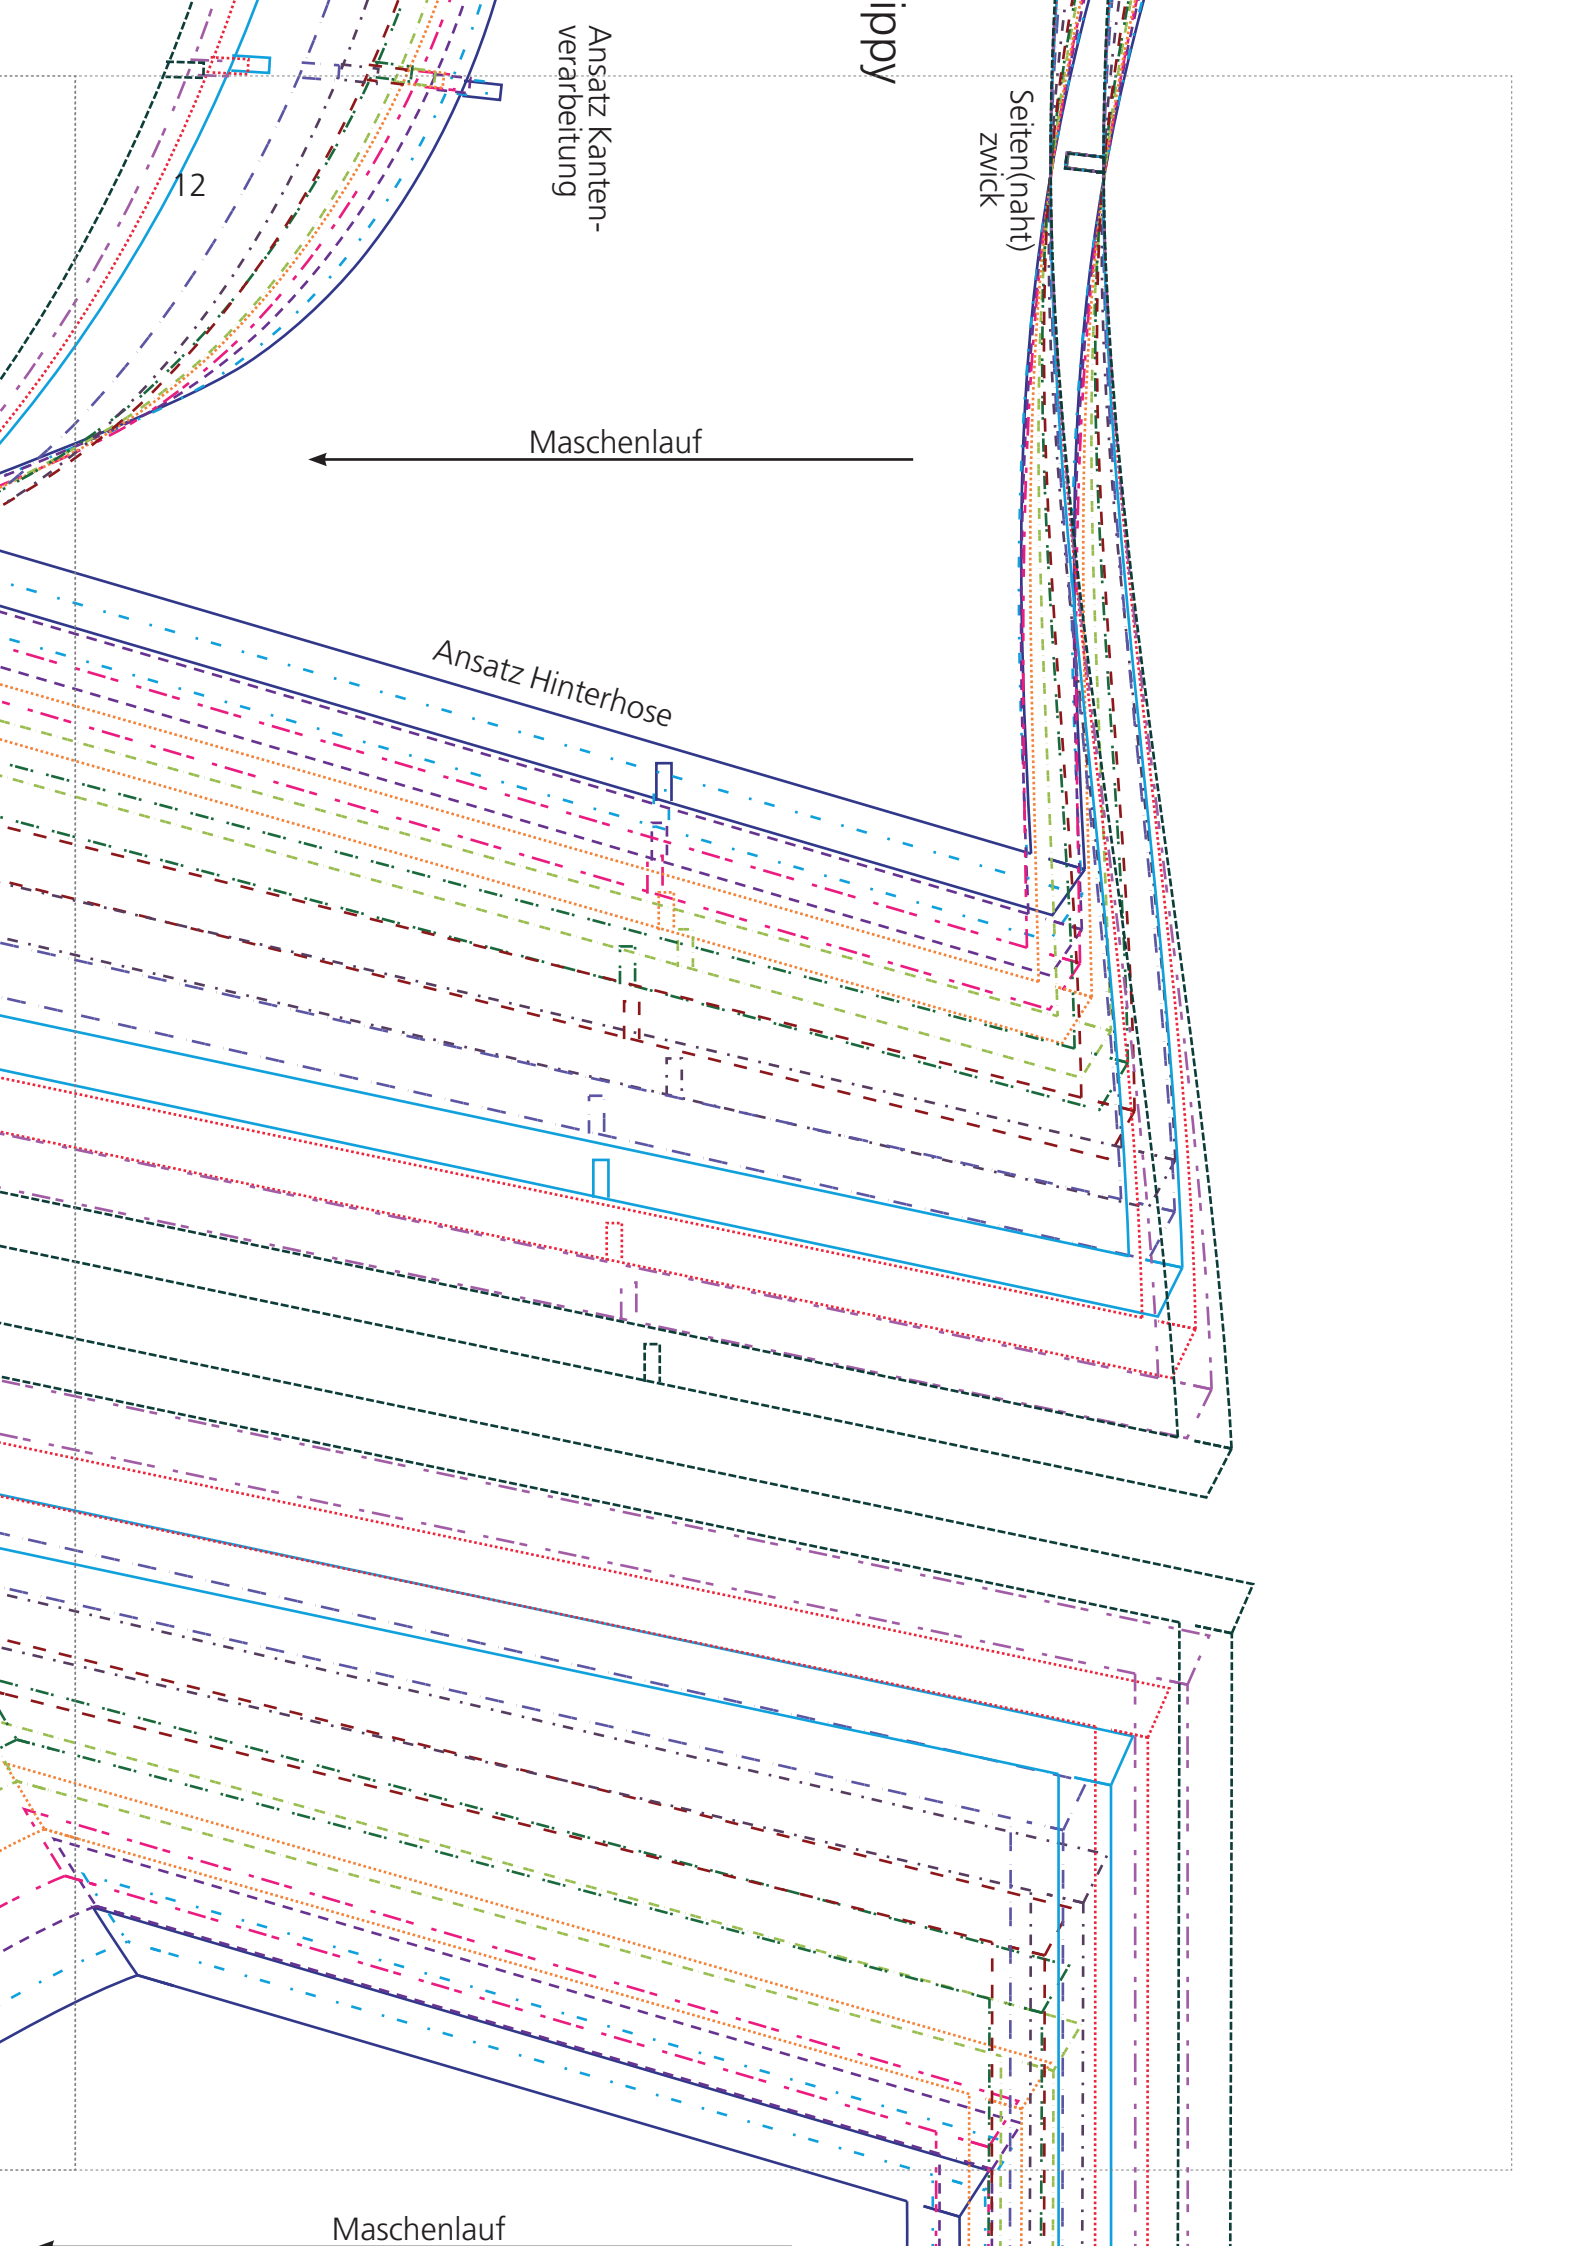 ippy
Ansatz Kanten-
verarbeitung
Seiten(naht)
zwick
12
Maschenlauf
Ansatz Hinterhose
Maschenlauf